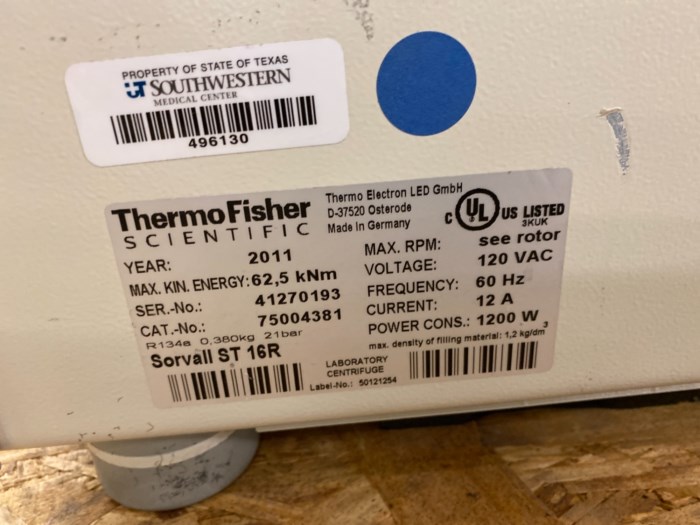 PROPERTY OF STATE OF TEXAS
UT SOUTHWESTERN
MEDICAL CENTER
496130
ThermoFisher
SCIENTIFIC
Thermo Electron LED GmbH
D-37520 Osterode
Made in Germany
C UL US LISTED
3KUK
YEAR: 2011
MAX. KIN. ENERGY: 62,5 kNm
SER.-No.: 41270193
CAT.-No.: 75004381
R134a 0,380kg 21bar
Sorvall ST 16R
MAX. RPM: see rotor
VOLTAGE: 120 VAC
FREQUENCY: 60 Hz
CURRENT: 12 A
POWER CONS.: 1200 W
max. density of filling material: 1,2 kg/dm³
LABORATORY
CENTRIFUGE
Label-No.: 50121254